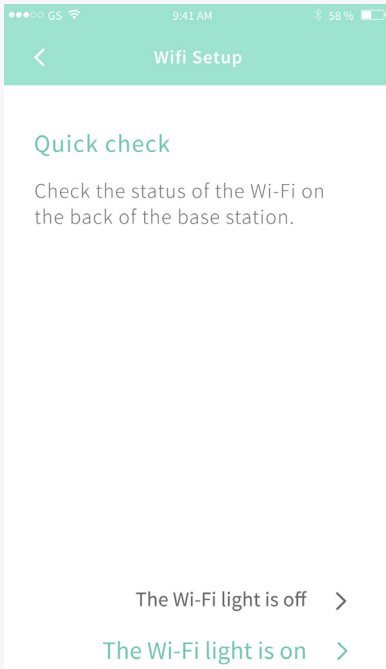 GS 9:41 AM 58 %
Wifi Setup
Quick check
Check the status of the Wi-Fi on
the back of the base station.
The Wi-Fi light is off
The Wi-Fi light is on